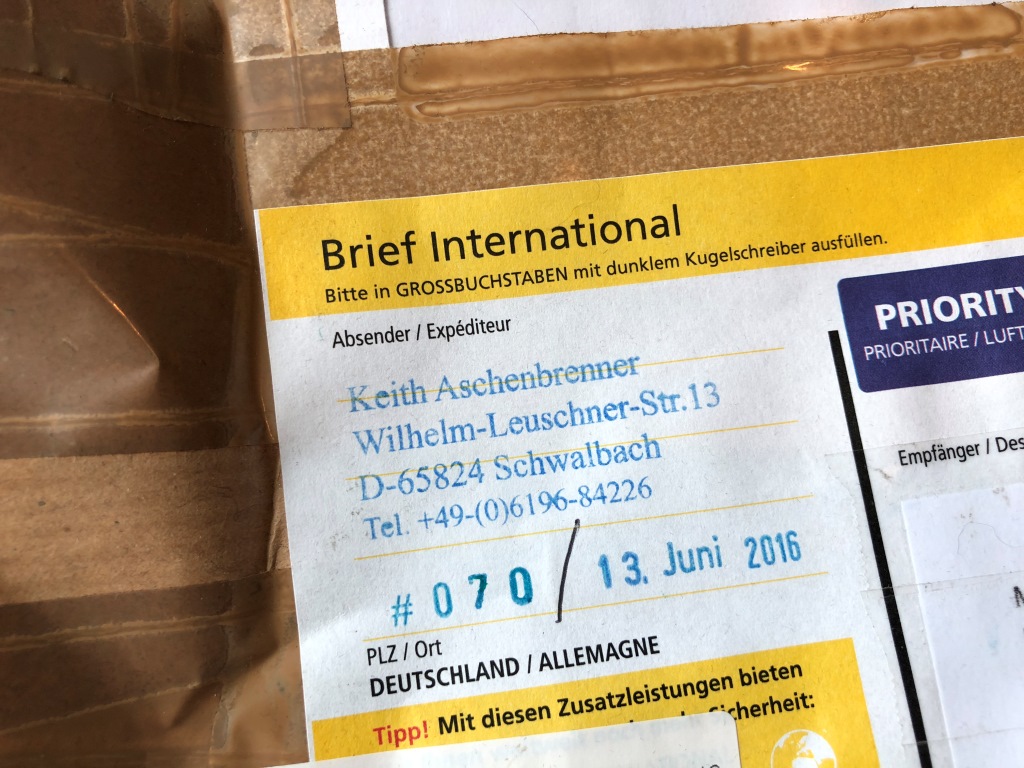 Brief International
Bitte in GROSSBUCHSTABEN mit dunklem Kugelschreiber ausfüllen.
Absender / Expéditeur
Keith Aschenbrenner
Wilhelm-Leuschner-Str.13
D-65824 Schwalbach
Tel. +49-(0)6196-84226
# 070 / 13. Juni 2016
PLZ / Ort
DEUTSCHLAND / ALLEMAGNE
Tipp! Mit diesen Zusatzleistungen bieten
Sicherheit:
PRIORITY
PRIORITAIRE / LUFT
Empfänger / Des